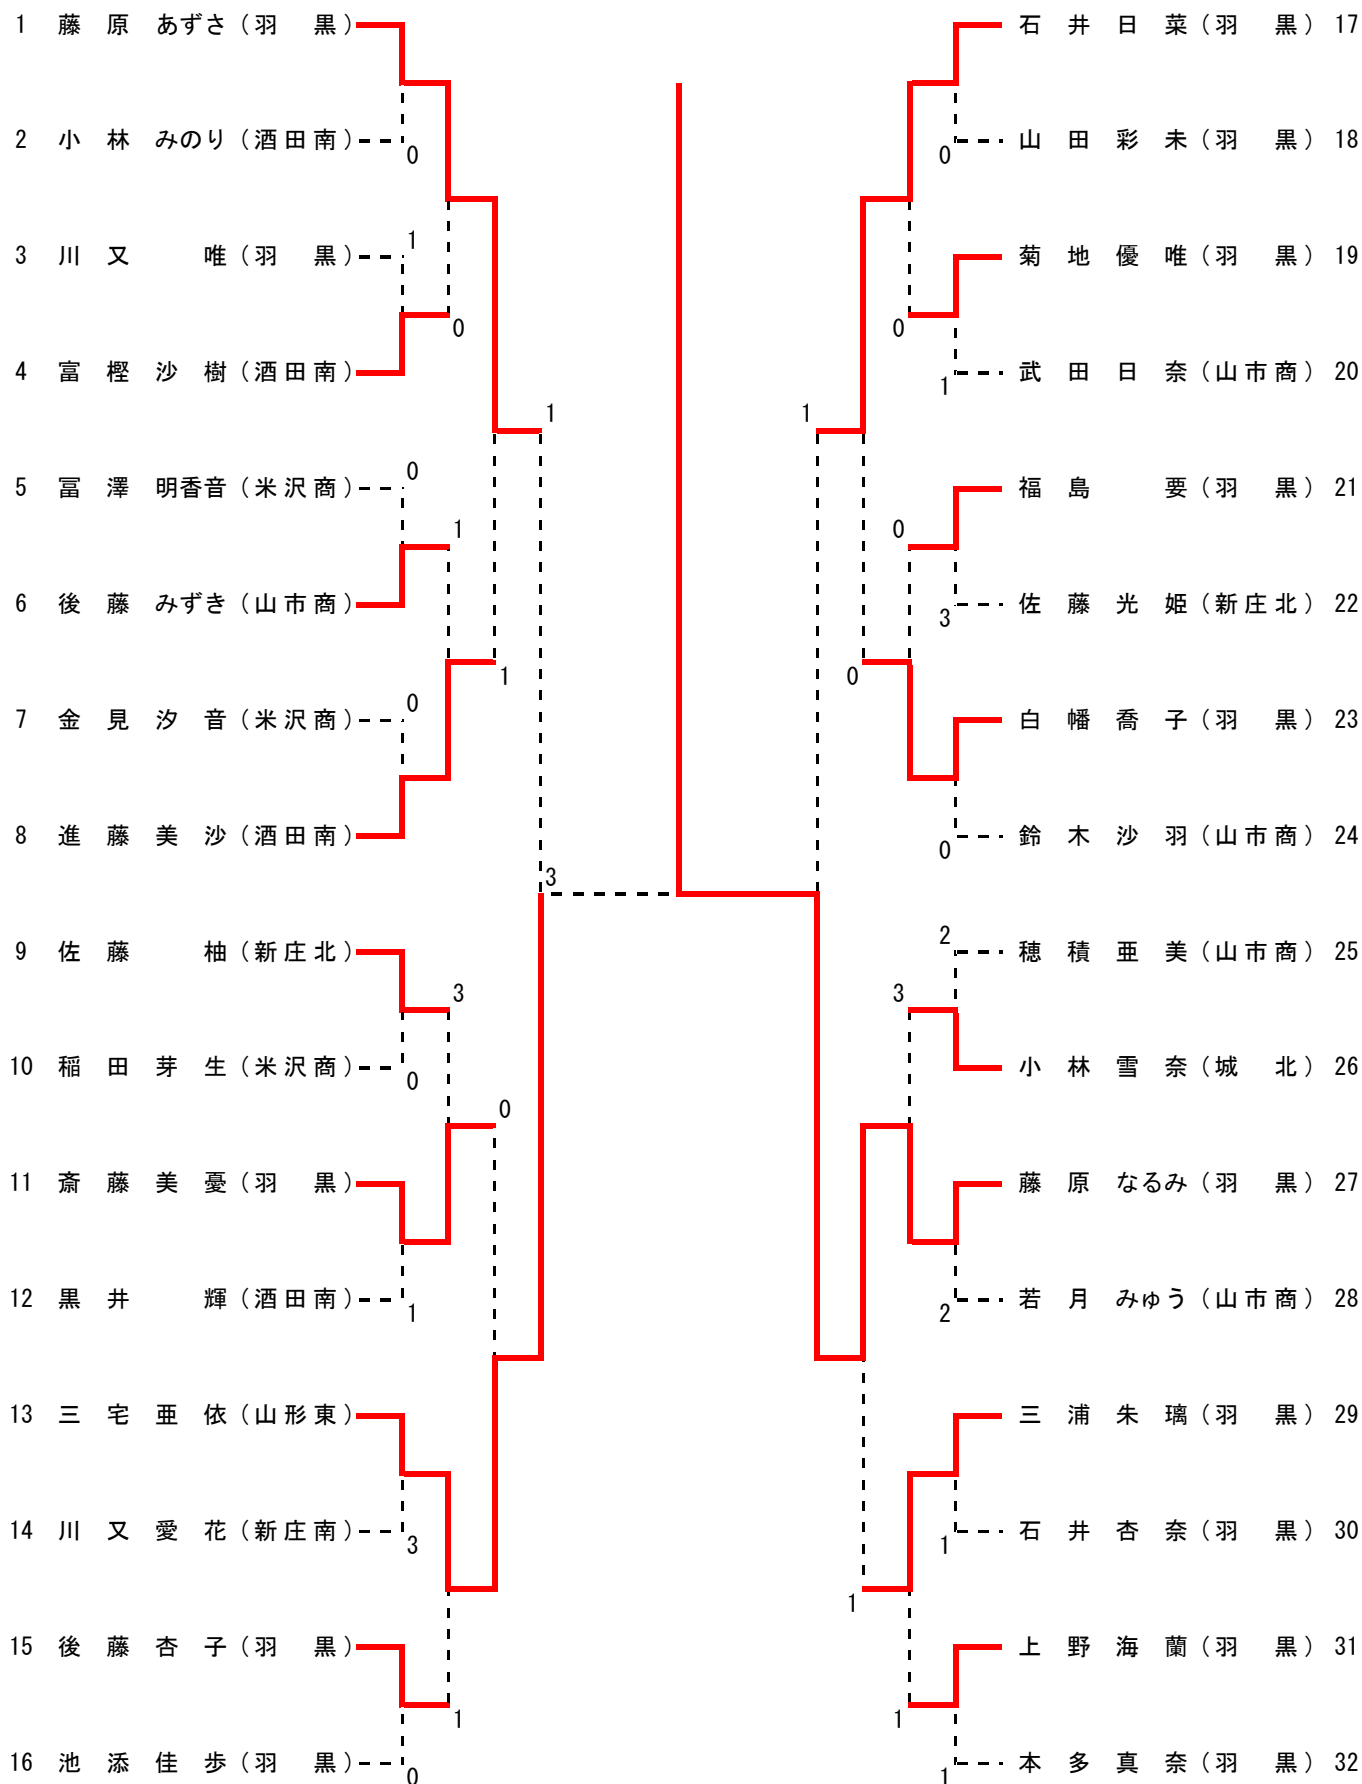 1 藤原 あずさ (羽黒)
0
2 小林 みのり (酒田南)
1
3 川又 唯 (羽黒)
0
4 富樫 沙樹 (酒田南)
1
0
5 冨澤 明香音 (米沢商)
1
6 後藤 みずき (山市商)
1
0
7 金見 汐音 (米沢商)
8 進藤 美沙 (酒田南)
3
9 佐藤 柚 (新庄北)
3
10 稲田 芽生 (米沢商)
0
0
11 斎藤 美憂 (羽黒)
12 黒井 輝 (酒田南)
1
13 三宅 亜依 (山形東)
14 川又 愛花 (新庄南)
3
15 後藤 杏子 (羽黒)
1
16 池添 佳歩 (羽黒)
0
石井 日菜 (羽黒) 17
山田 彩未 (羽黒) 18
0
菊地 優唯 (羽黒) 19
0
武田 日奈 (山市商) 20
1
1
福島 要 (羽黒) 21
0
佐藤 光姫 (新庄北) 22
3
0
白幡 喬子 (羽黒) 23
鈴木 沙羽 (山市商) 24
0
2
穂積 亜美 (山市商) 25
3
小林 雪奈 (城北) 26
藤原 なるみ (羽黒) 27
若月 みゅう (山市商) 28
2
三浦 朱璃 (羽黒) 29
石井 杏奈 (羽黒) 30
1
1
上野 海蘭 (羽黒) 31
1
本多 真奈 (羽黒) 32
1